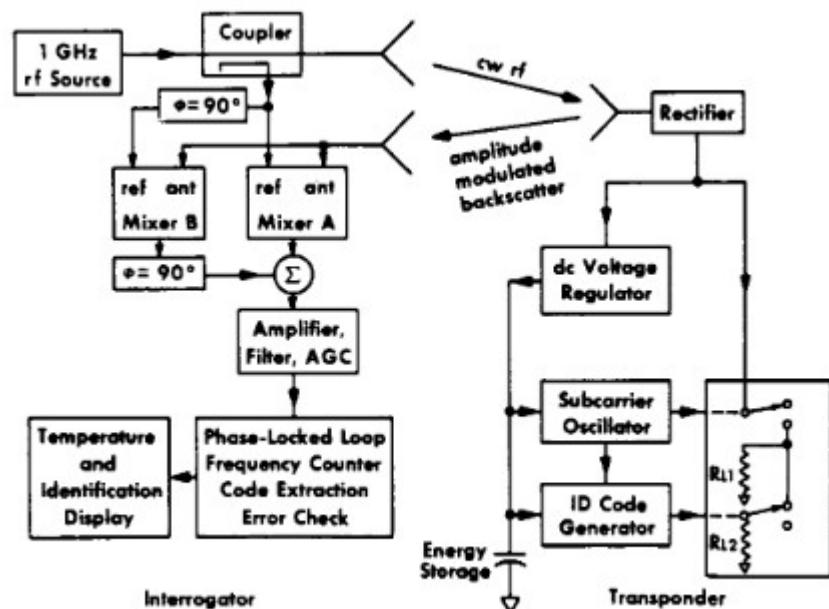 1 GHz
rf Source
Coupler
φ = 90°
cw rf
Rectifier
amplitude
modulated
backscatter
ref ant
Mixer B
ref ant
Mixer A
φ = 90°
Σ
dc Voltage
Regulator
Amplifier,
Filter, AGC
Temperature
and
Identification
Display
Phase-Locked Loop
Frequency Counter
Code Extraction
Error Check
Subcarrier
Oscillator
ID Code
Generator
RL1
RL2
Energy
Storage
Interrogator
Transponder